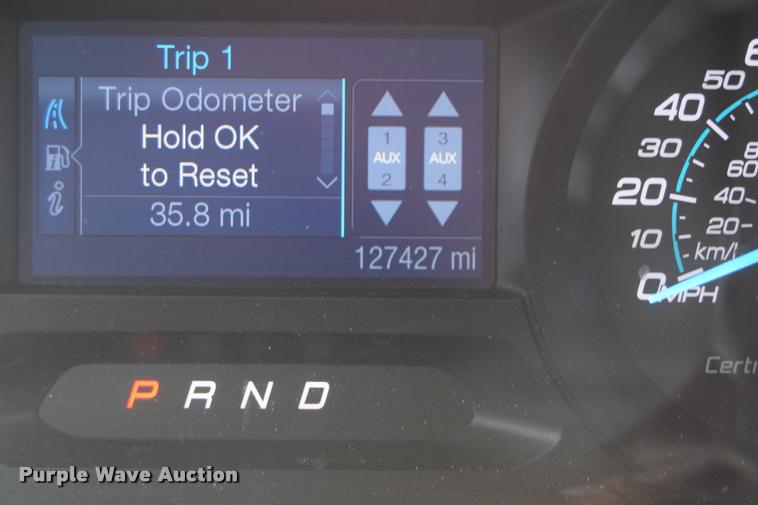 Trip 1
Trip Odometer
Hold OK
to Reset
35.8 mi
1
AUX
2
3
AUX
4
127427 mi
50
40
30
20
10
0
MPH
60
40
20
km/
P R N D
Certi
Purple Wave Auction